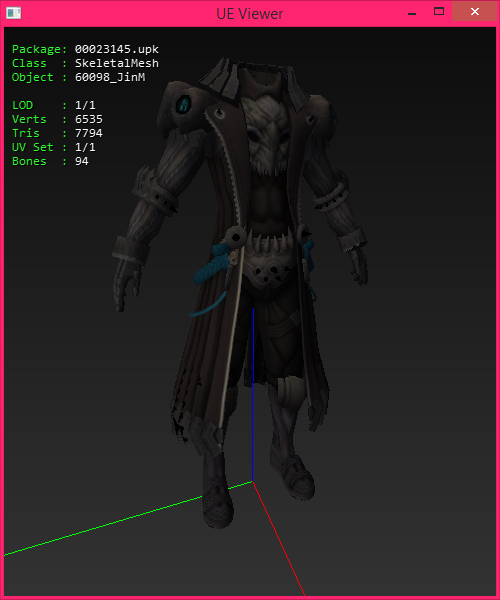 UE Viewer
Package: 00023145.upk
Class  : SkeletalMesh
Object : 60098_JinM
LOD    : 1/1
Verts  : 6535
Tris   : 7794
UV Set : 1/1
Bones  : 94